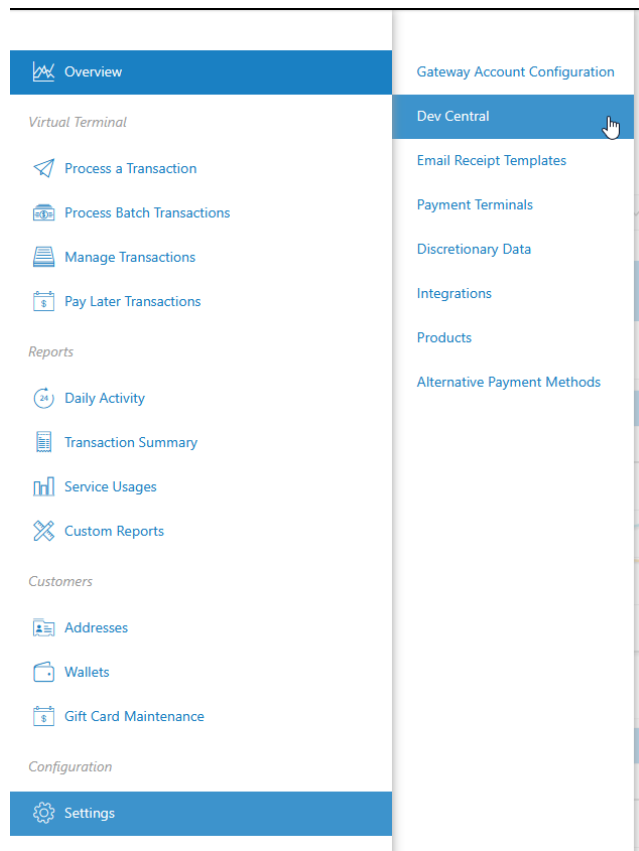 Overview
Virtual Terminal
Process a Transaction
Process Batch Transactions
Manage Transactions
Pay Later Transactions
Reports
24
Daily Activity
Transaction Summary
Service Usages
Custom Reports
Customers
Addresses
Wallets
Gift Card Maintenance
Configuration
Settings
Gateway Account Configuration
Dev Central
Email Receipt Templates
Payment Terminals
Discretionary Data
Integrations
Products
Alternative Payment Methods